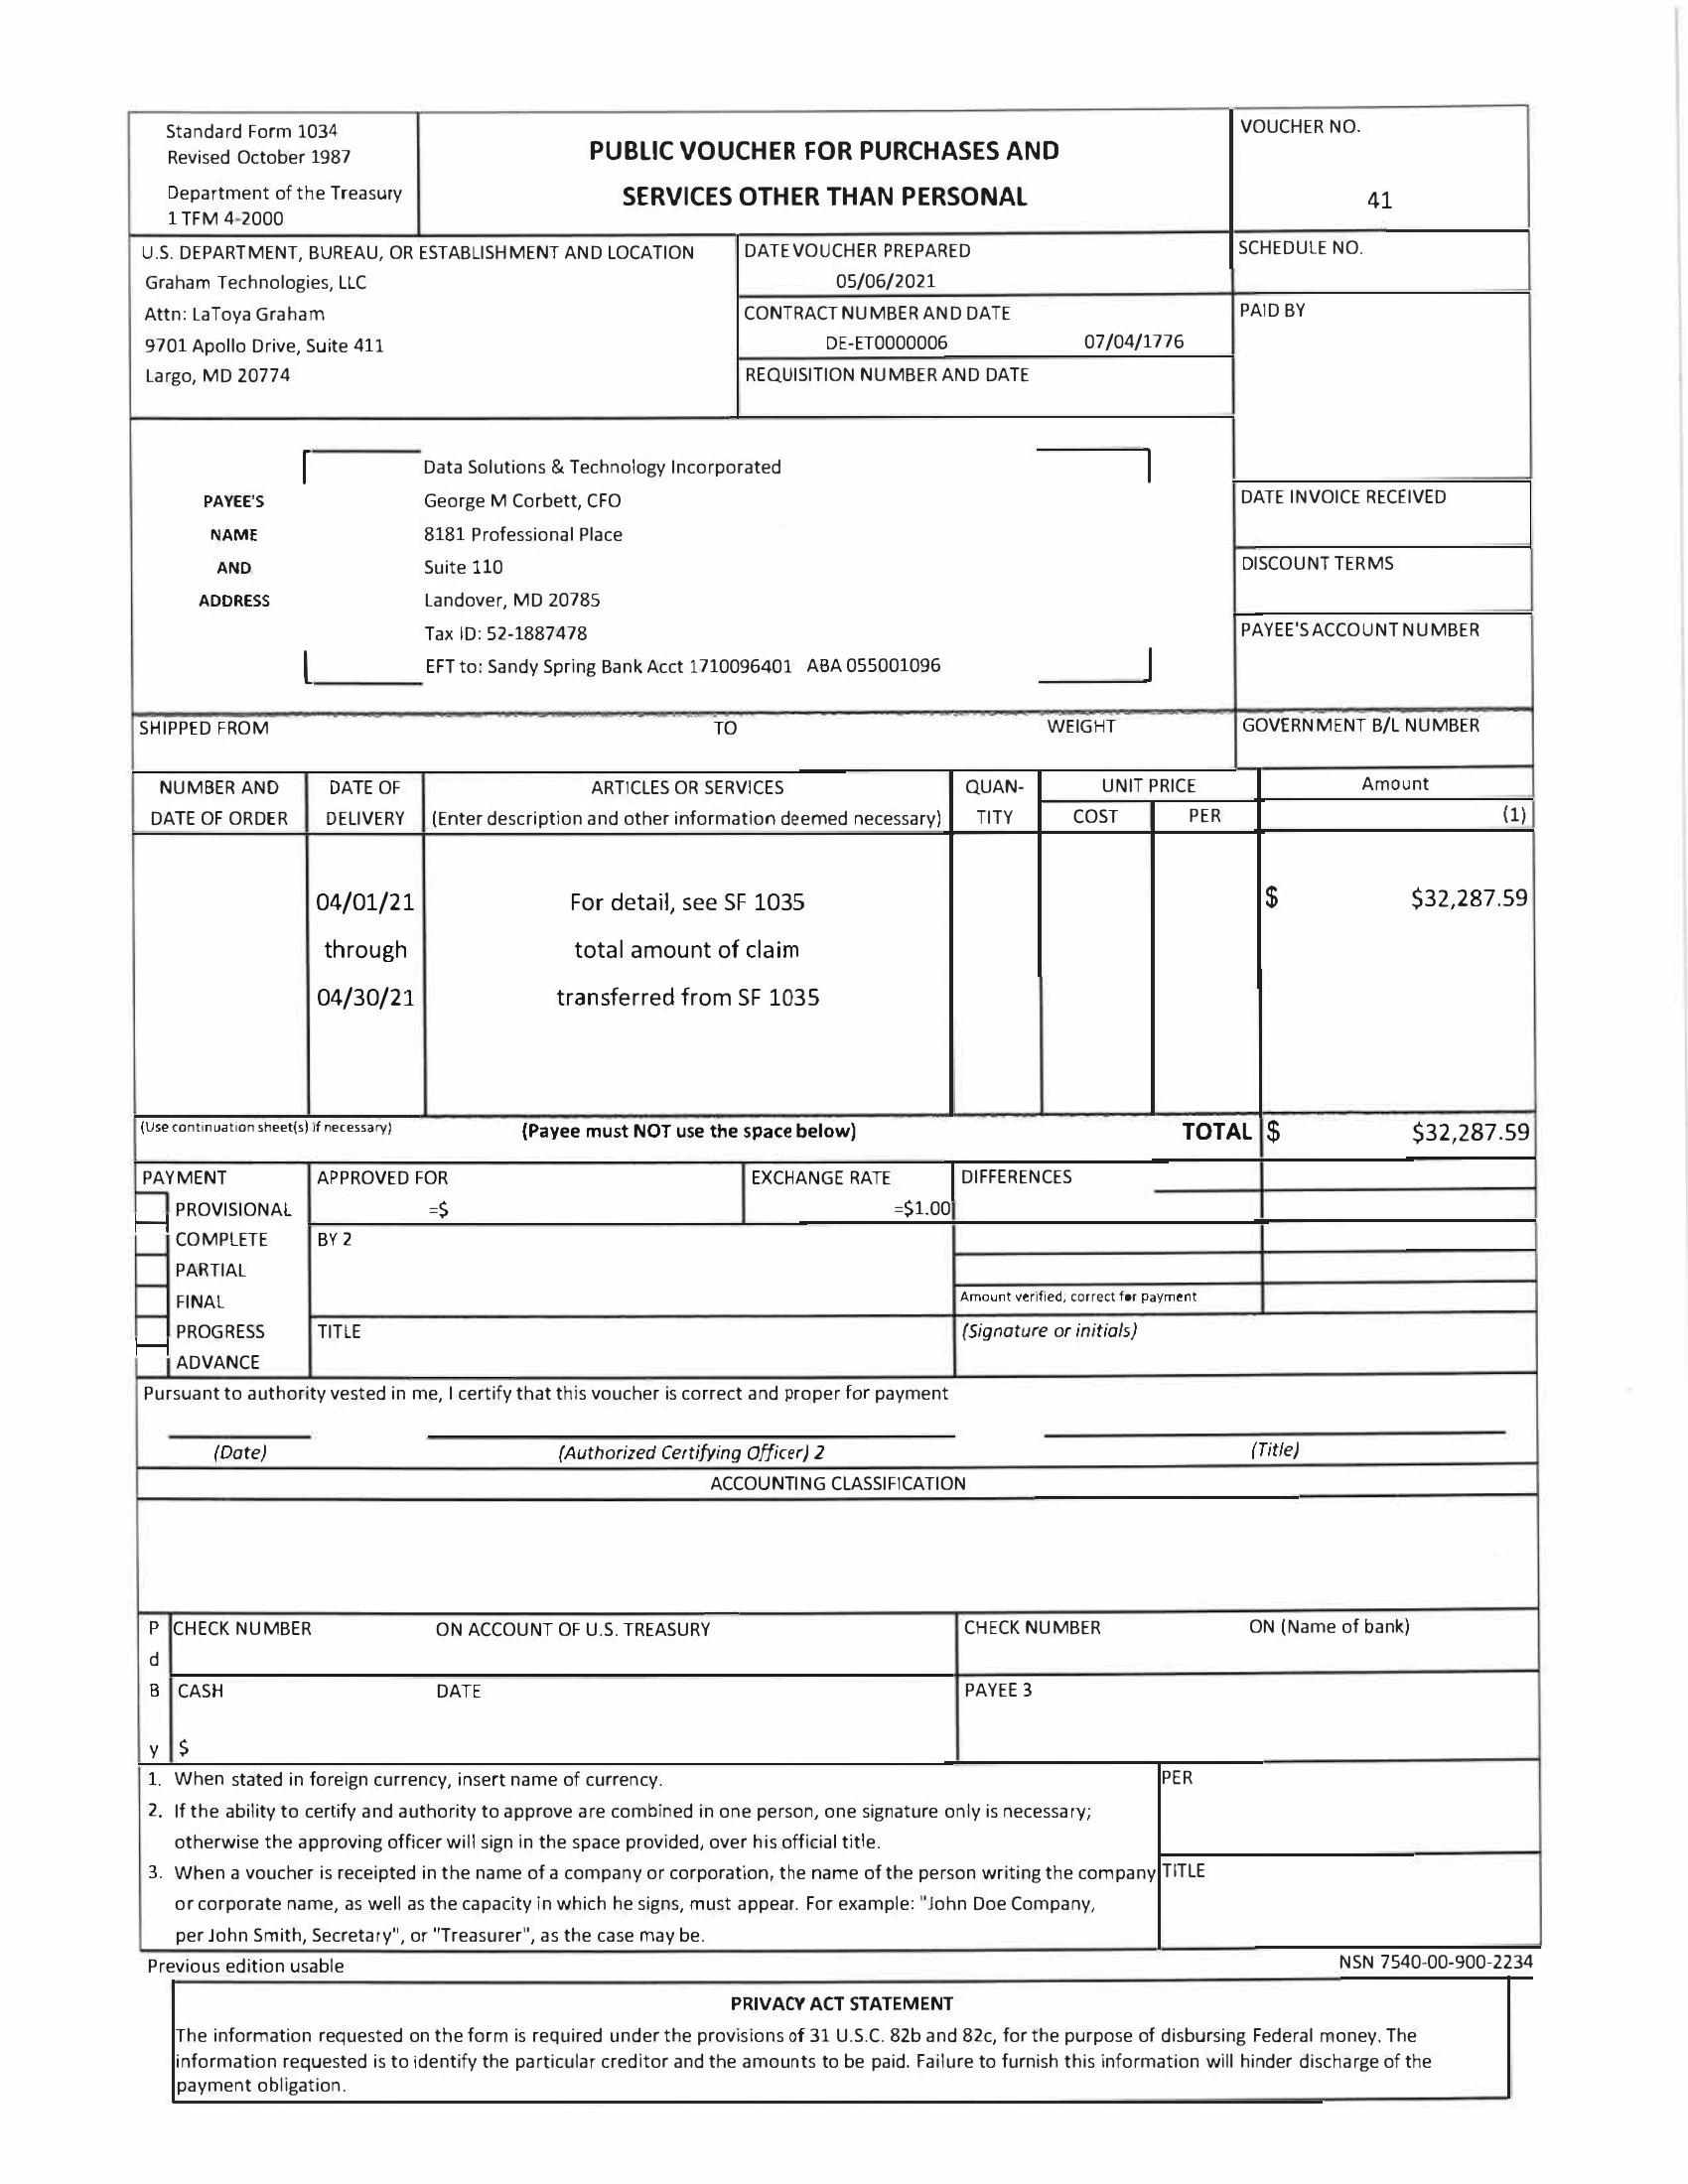 Standard Form 1034
Revised October 1987
Department of the Treasury
1 TFM 4-2000
PUBLIC VOUCHER FOR PURCHASES AND
SERVICES OTHER THAN PERSONAL
VOUCHER NO.
41
U.S. DEPARTMENT, BUREAU, OR ESTABLISHMENT AND LOCATION
Graham Technologies, LLC
Attn: LaToya Graham
9701 Apollo Drive, Suite 411
Largo, MD 20774
DATE VOUCHER PREPARED
05/06/2021
CONTRACT NUMBER AND DATE
DE-ET0000006 07/04/1776
REQUISITION NUMBER AND DATE
SCHEDULE NO.
PAID BY
PAYEE'S
NAME
AND
ADDRESS
Data Solutions & Technology Incorporated
George M Corbett, CFO
8181 Professional Place
Suite 110
Landover, MD 20785
Tax ID: 52-1887478
EFT to: Sandy Spring Bank Acct 1710096401 ABA 055001096
DATE INVOICE RECEIVED
DISCOUNT TERMS
PAYEE'S ACCOUNT NUMBER
SHIPPED FROM TO WEIGHT
GOVERNMENT B/L NUMBER
NUMBER AND
DATE OF ORDER
DATE OF
DELIVERY
ARTICLES OR SERVICES
(Enter description and other information deemed necessary)
QUAN-
TITY
UNIT PRICE
COST PER
Amount
(1)
04/01/21
through
04/30/21
For detail, see SF 1035
total amount of claim
transferred from SF 1035
$ $32,287.59
(Use continuation sheet(s) if necessary) (Payee must NOT use the space below) TOTAL $ $32,287.59
PAYMENT
PROVISIONAL
COMPLETE
PARTIAL
FINAL
PROGRESS
ADVANCE
APPROVED FOR
=$
BY 2
TITLE
EXCHANGE RATE
=$1.00
DIFFERENCES
Amount verified; correct for payment
(Signature or initials)
Pursuant to authority vested in me, I certify that this voucher is correct and proper for payment
(Date) (Authorized Certifying Officer) 2 (Title)
ACCOUNTING CLASSIFICATION
P
d
B
y
CHECK NUMBER ON ACCOUNT OF U.S. TREASURY
CHECK NUMBER ON (Name of bank)
CASH DATE
$
PAYEE 3
1. When stated in foreign currency, insert name of currency.
2. If the ability to certify and authority to approve are combined in one person, one signature only is necessary;
otherwise the approving officer will sign in the space provided, over his official title.
3. When a voucher is receipted in the name of a company or corporation, the name of the person writing the company
or corporate name, as well as the capacity in which he signs, must appear. For example: "John Doe Company,
per John Smith, Secretary", or "Treasurer", as the case may be.
PER
TITLE
Previous edition usable
NSN 7540-00-900-2234
PRIVACY ACT STATEMENT
The information requested on the form is required under the provisions of 31 U.S.C. 82b and 82c, for the purpose of disbursing Federal money. The
information requested is to identify the particular creditor and the amounts to be paid. Failure to furnish this information will hinder discharge of the
payment obligation.